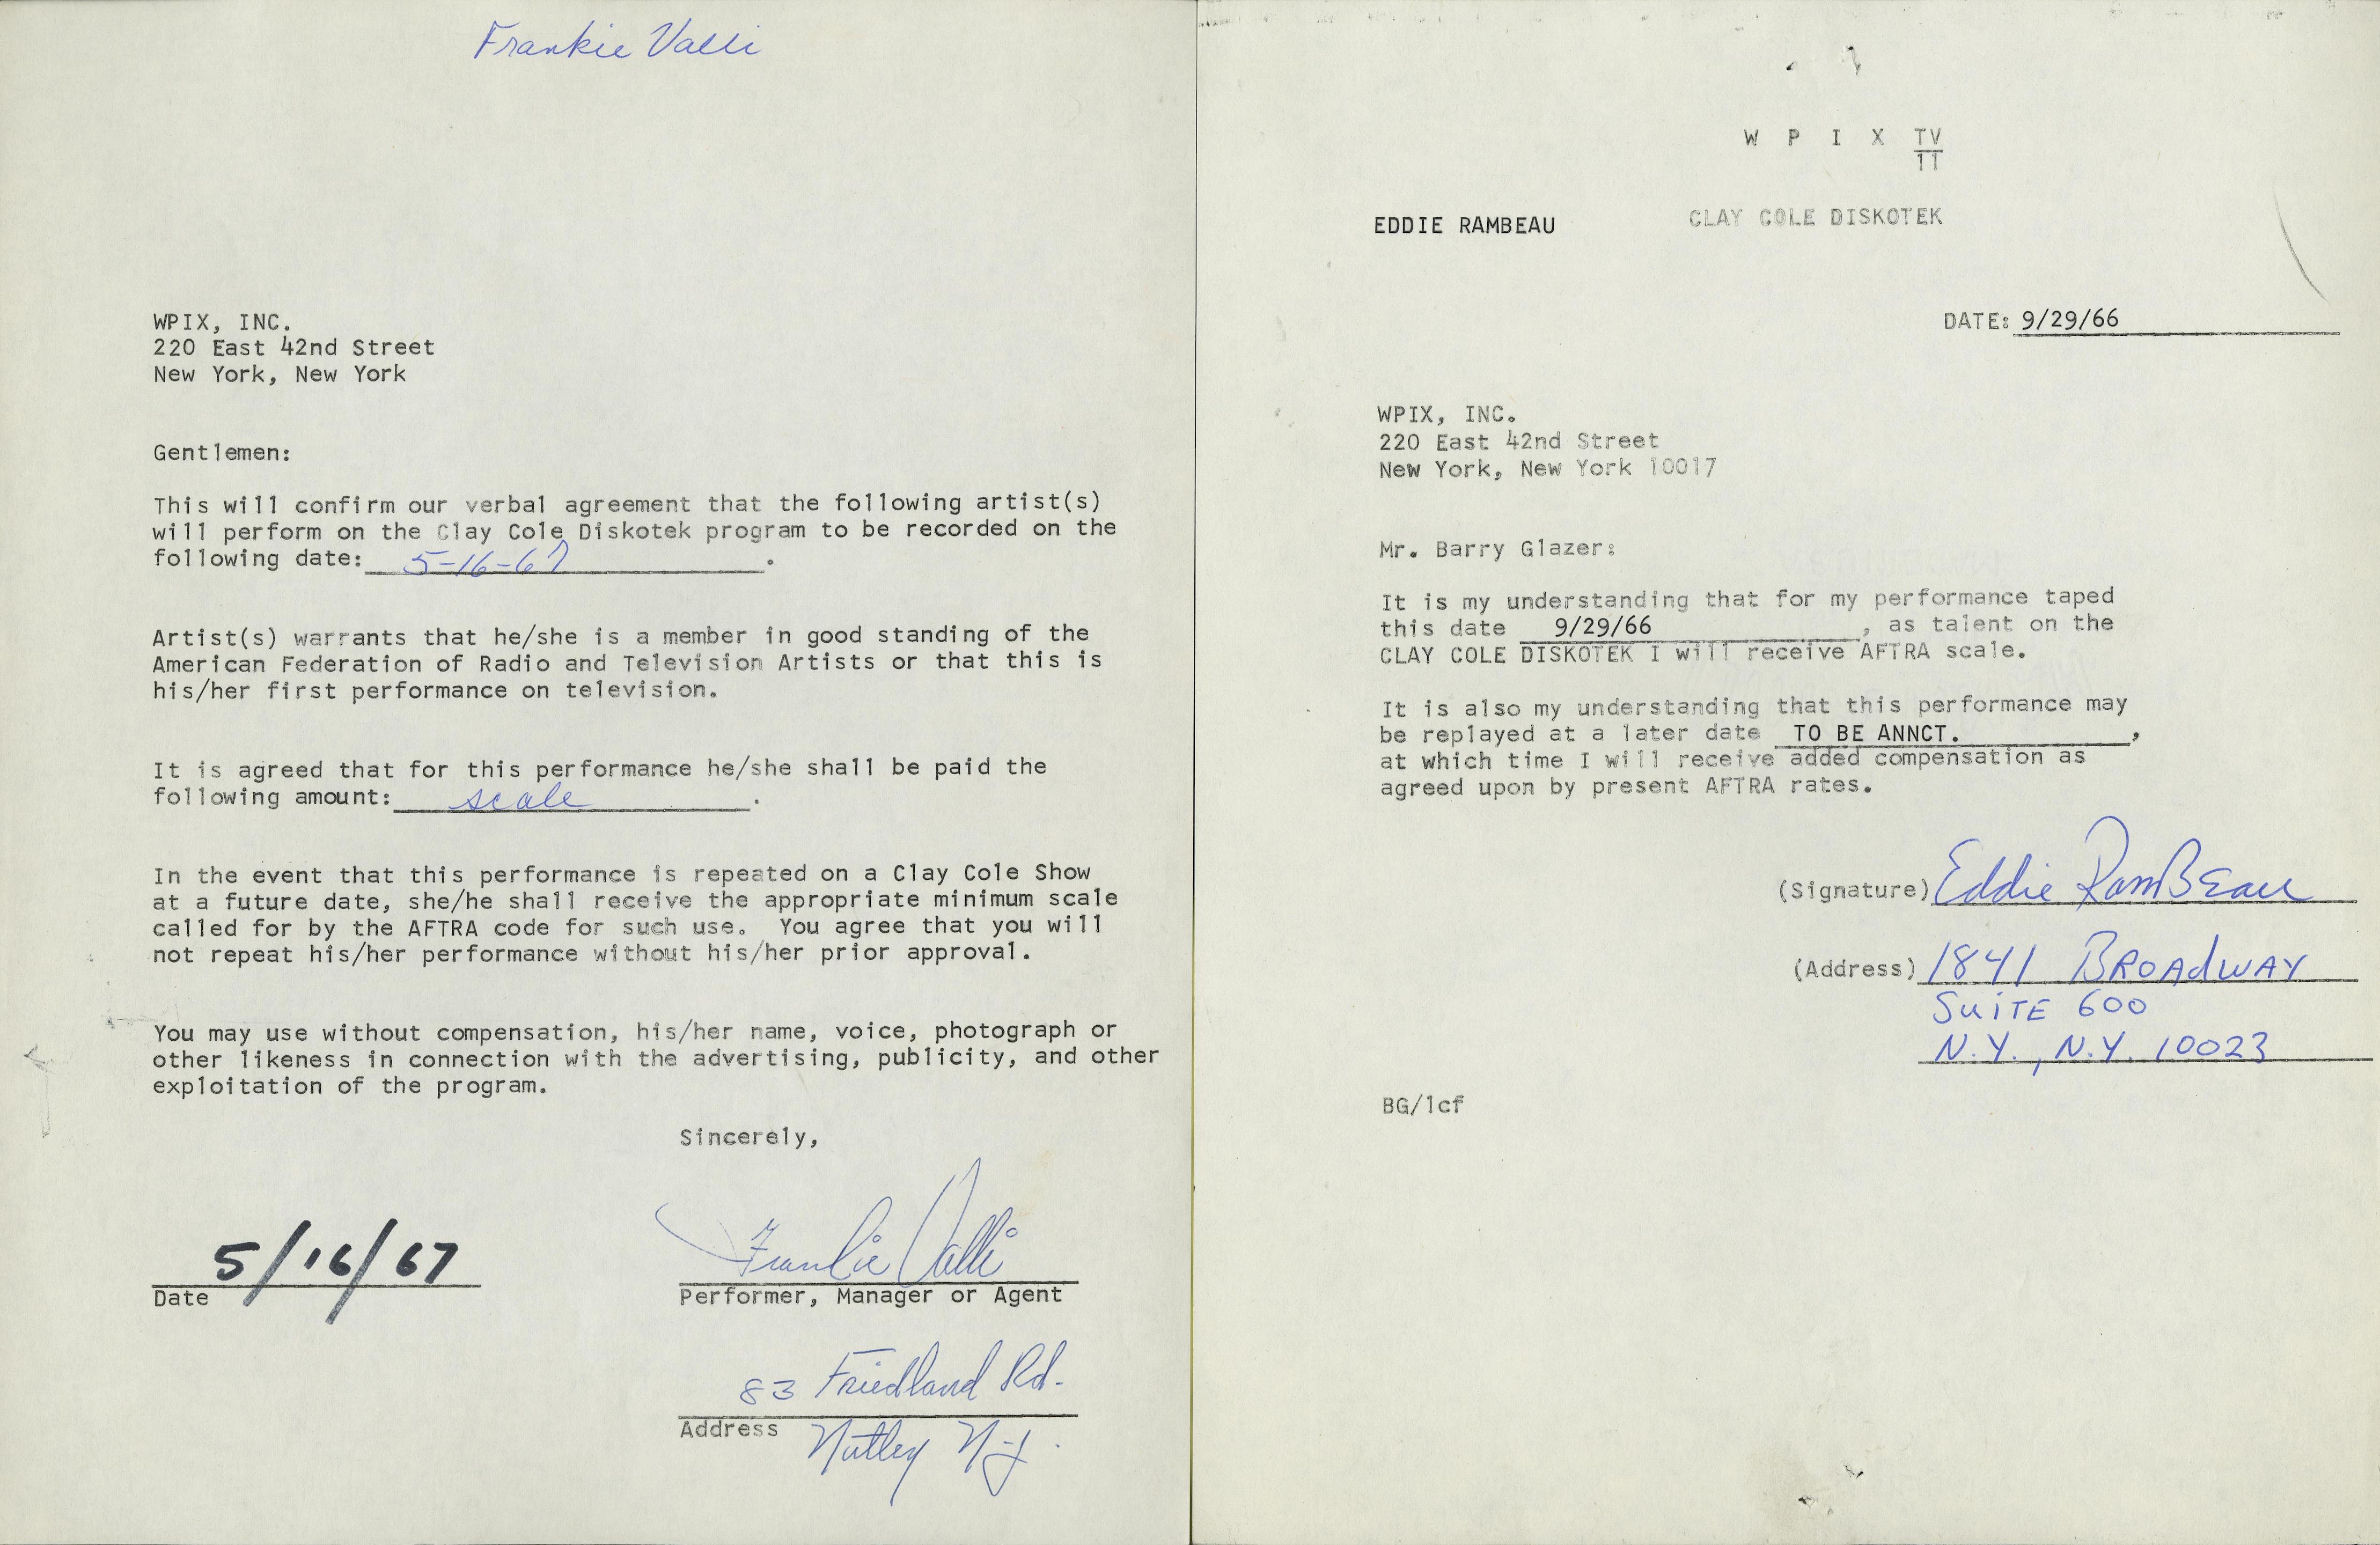 Frankie Valli
WPIX, INC.
220 East 42nd Street
New York, New York
Gentlemen:
This will confirm our verbal agreement that the following artist(s)
will perform on the Clay Cole Diskotek program to be recorded on the
following date: 5-16-67.
Artist(s) warrants that he/she is a member in good standing of the
American Federation of Radio and Television Artists or that this is
his/her first performance on television.
It is agreed that for this performance he/she shall be paid the
following amount: scale.
In the event that this performance is repeated on a Clay Cole Show
at a future date, she/he shall receive the appropriate minimum scale
called for by the AFTRA code for such use. You agree that you will
not repeat his/her performance without his/her prior approval.
You may use without compensation, his/her name, voice, photograph or
other likeness in connection with the advertising, publicity, and other
exploitation of the program.
Sincerely,
5/16/67
Date
Frankie Valli
Performer, Manager or Agent
83 Friedland Rd.
Address Nutley N.J.
W P I X TV
11
EDDIE RAMBEAU CLAY COLE DISKOTEK
DATE: 9/29/66
WPIX, INC.
220 East 42nd Street
New York, New York 10017
Mr. Barry Glazer:
It is my understanding that for my performance taped
this date 9/29/66, as talent on the
CLAY COLE DISKOTEK I will receive AFTRA scale.
It is also my understanding that this performance may
be replayed at a later date TO BE ANNCT.,
at which time I will receive added compensation as
agreed upon by present AFTRA rates.
(Signature) Eddie RamBeau
(Address) 1841 BROAdWAY
SuiTE 600
N.Y., N.Y. 10023
BG/lcf